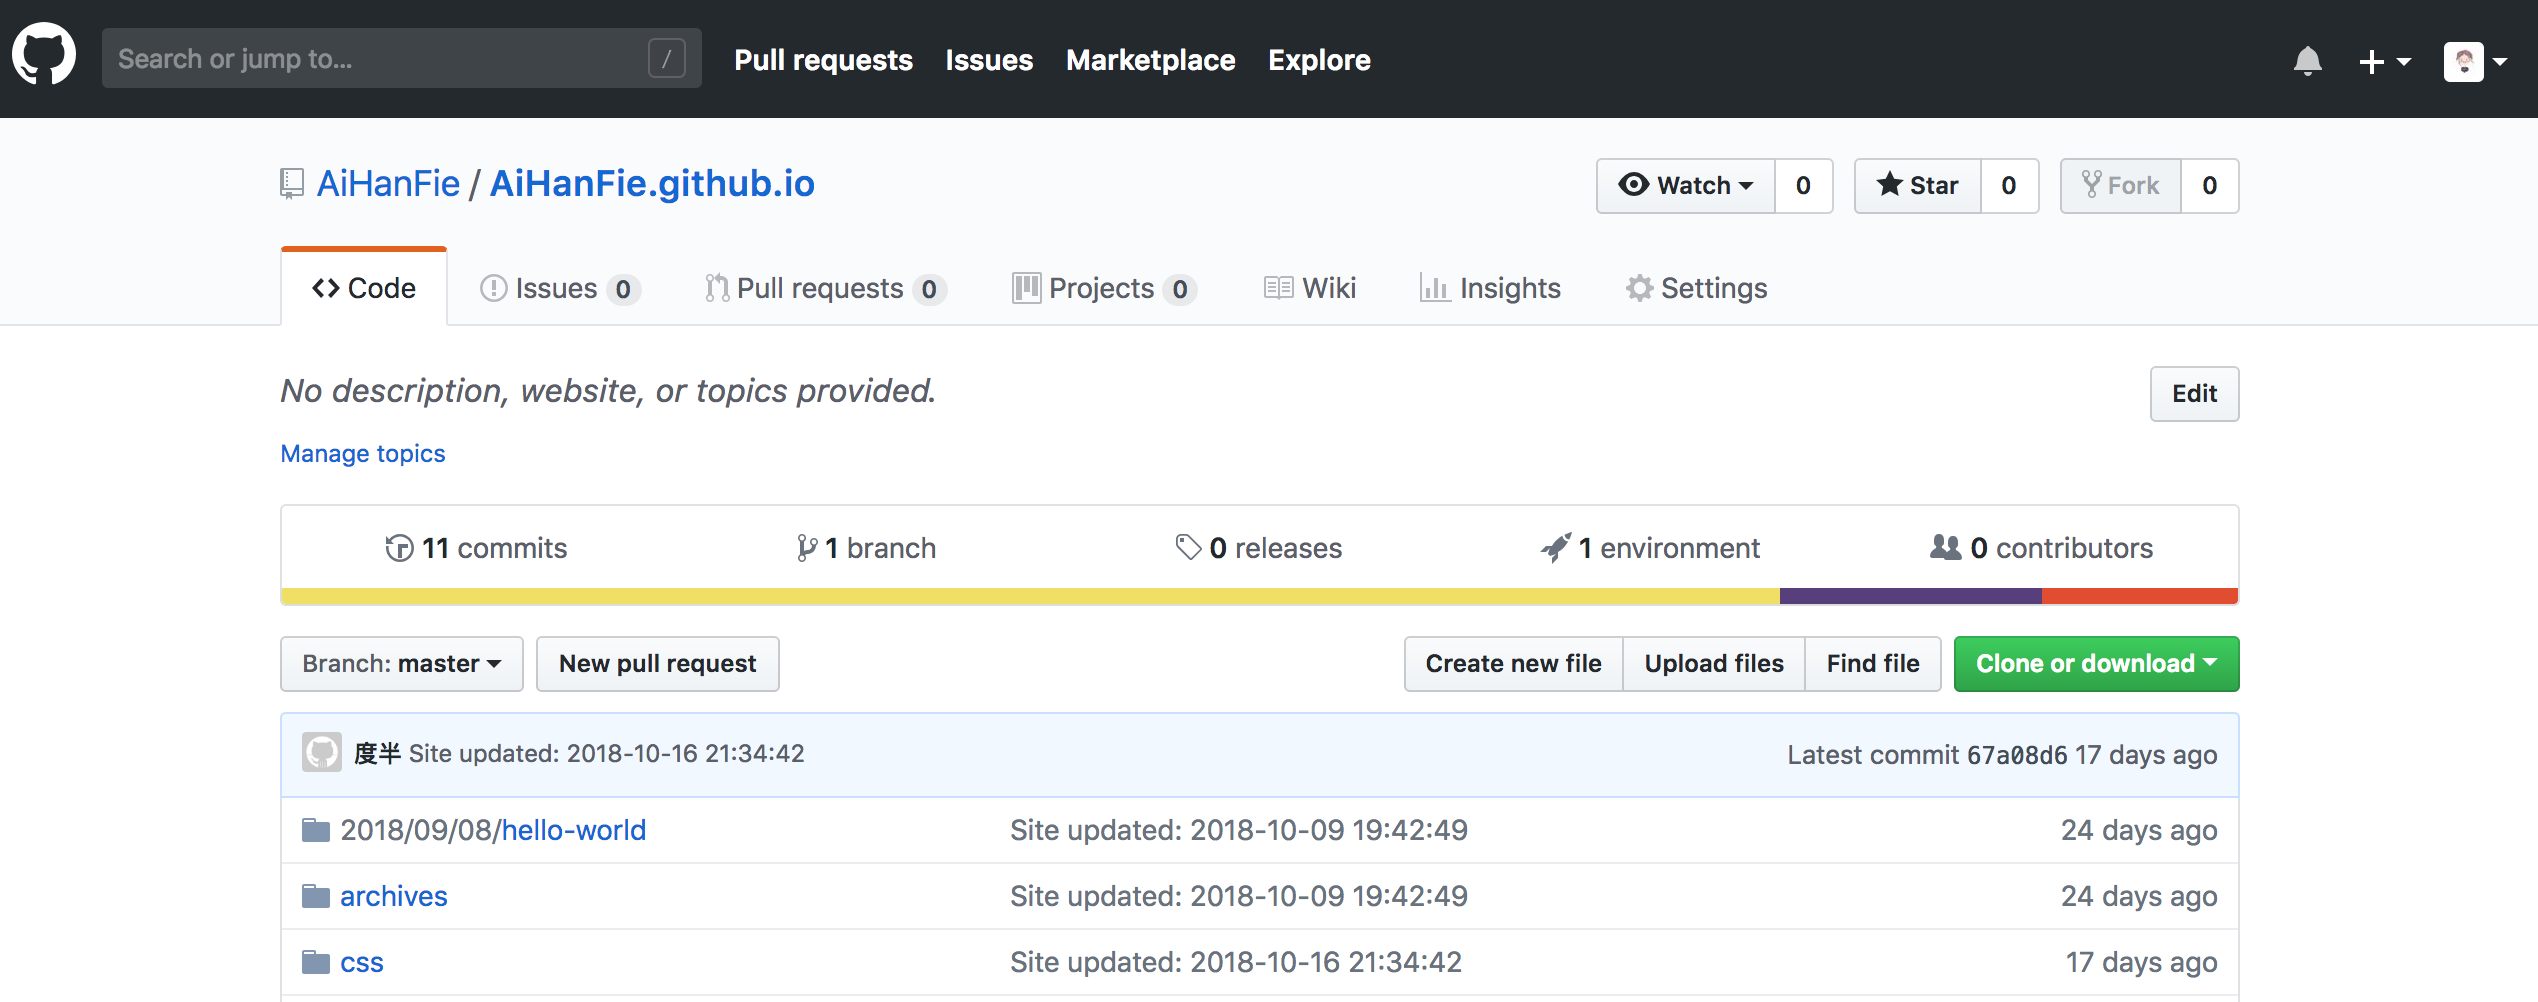 Search or jump to... /
Pull requests Issues Marketplace Explore
AiHanFie / AiHanFie.github.io
Watch 0 Star 0 Fork 0
Code Issues 0 Pull requests 0 Projects 0 Wiki Insights Settings
No description, website, or topics provided.
Edit
Manage topics
11 commits 1 branch 0 releases 1 environment 0 contributors
Branch: master New pull request Create new file Upload files Find file Clone or download
度半 Site updated: 2018-10-16 21:34:42 Latest commit 67a08d6 17 days ago
2018/09/08/hello-world Site updated: 2018-10-09 19:42:49 24 days ago
archives Site updated: 2018-10-09 19:42:49 24 days ago
css Site updated: 2018-10-16 21:34:42 17 days ago